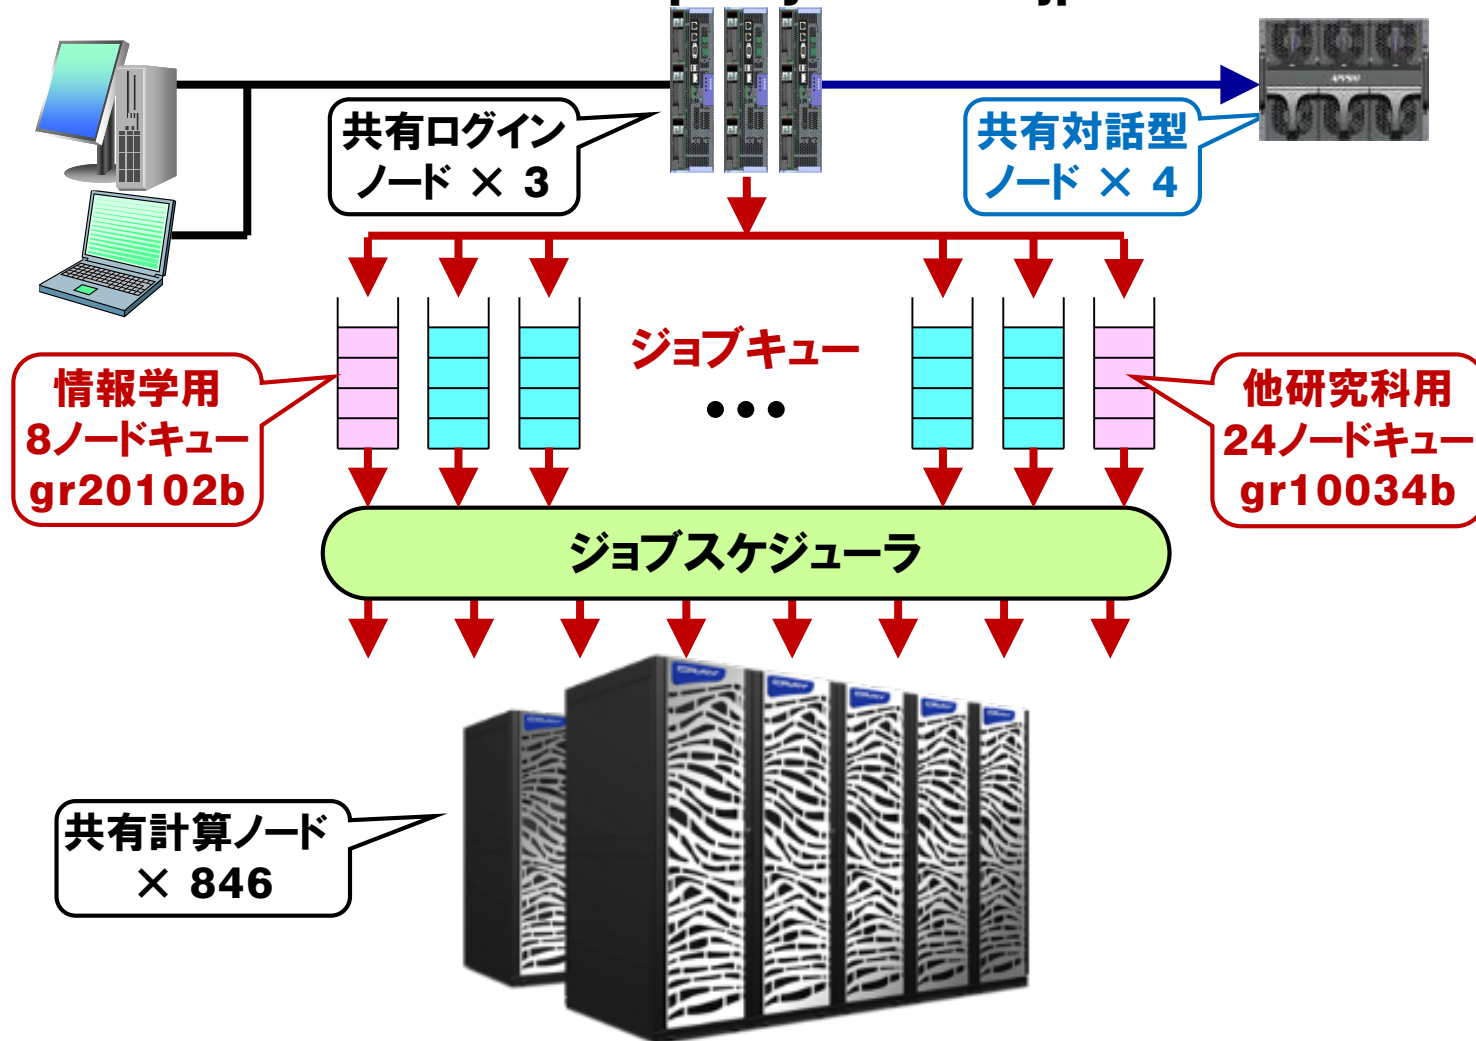 共有ログイン
ノード × 3
共有対話型
ノード × 4
ジョブキュー
•••
情報学用
8ノードキュー
gr20102b
他研究科用
24ノードキュー
gr10034b
ジョブスケジューラ
共有計算ノード
× 846